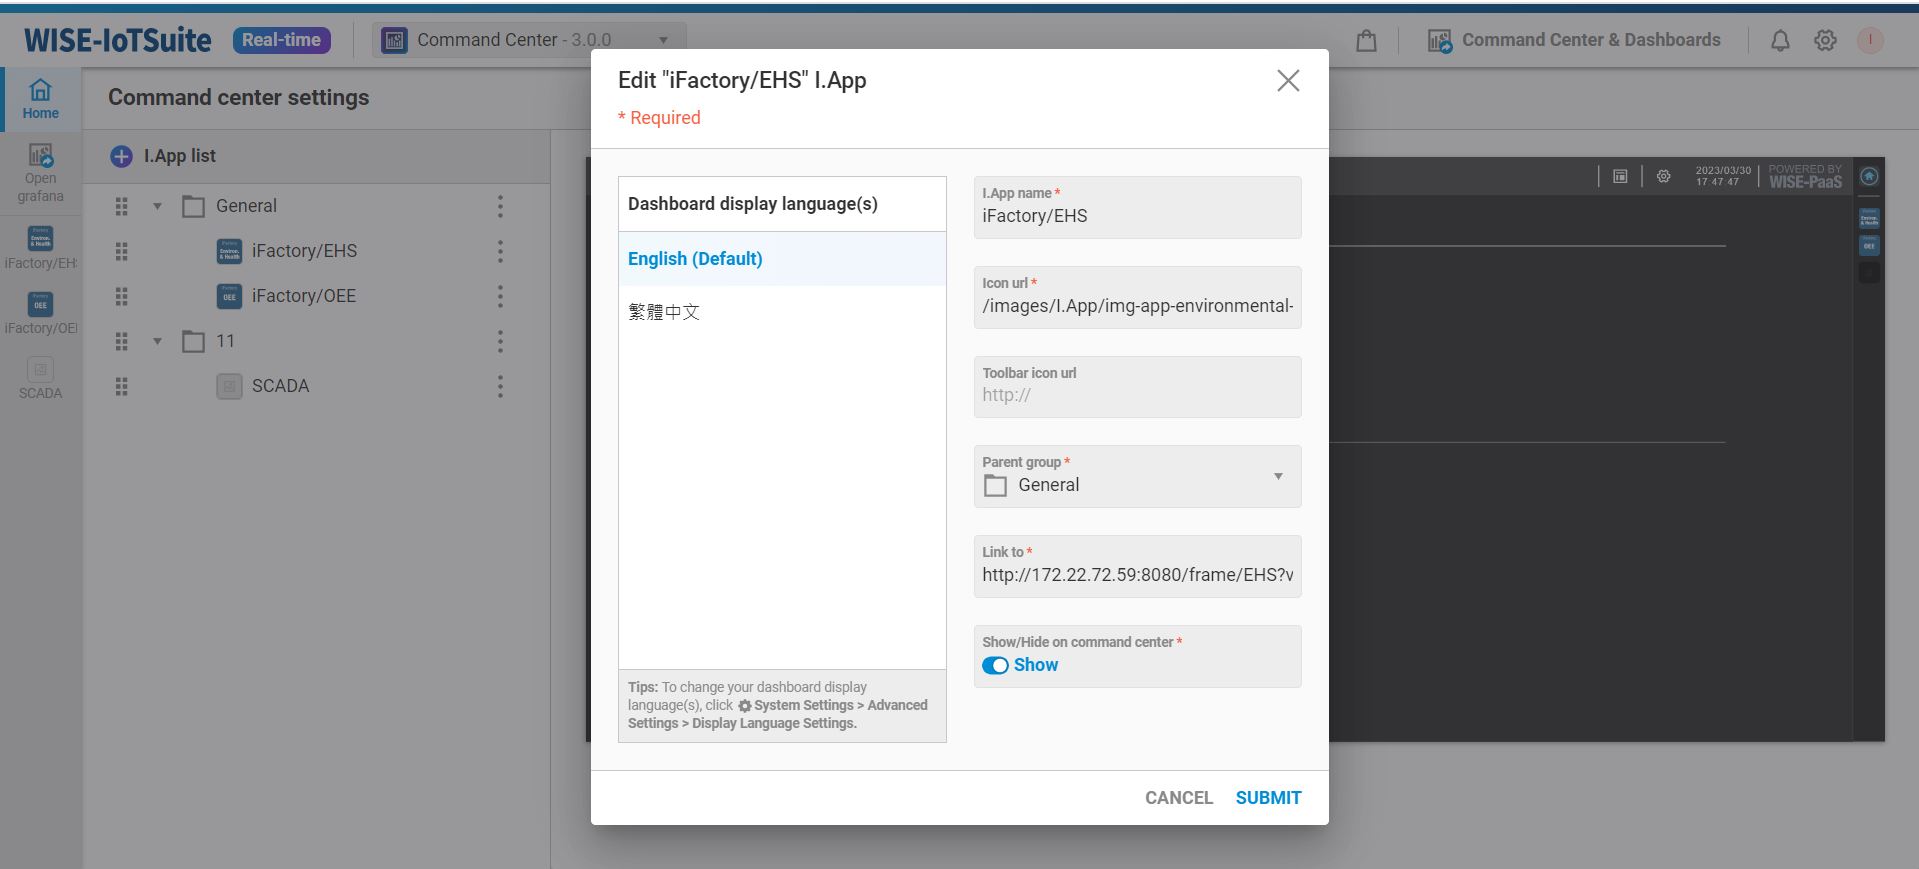 WISE-IoTSuite
Real-time
Command Center - 3.0.0
Command Center & Dashboards
I
Home
Open
grafana
iFactory/EH
iFactory/OE
SCADA
Command center settings
I.App list
General
iFactory/EHS
iFactory/OEE
11
SCADA
Edit "iFactory/EHS" I.App
* Required
Dashboard display language(s)
English (Default)
繁體中文
Tips: To change your dashboard display
language(s), click System Settings > Advanced
Settings > Display Language Settings.
I.App name *
iFactory/EHS
Icon url *
/images/I.App/img-app-environmental-
Toolbar icon url
http://
Parent group *
General
Link to *
http://172.22.72.59:8080/frame/EHS?v
Show/Hide on command center *
Show
CANCEL
SUBMIT
2023/03/30
17 47 47
POWERED BY
WISE-PaaS
OEE